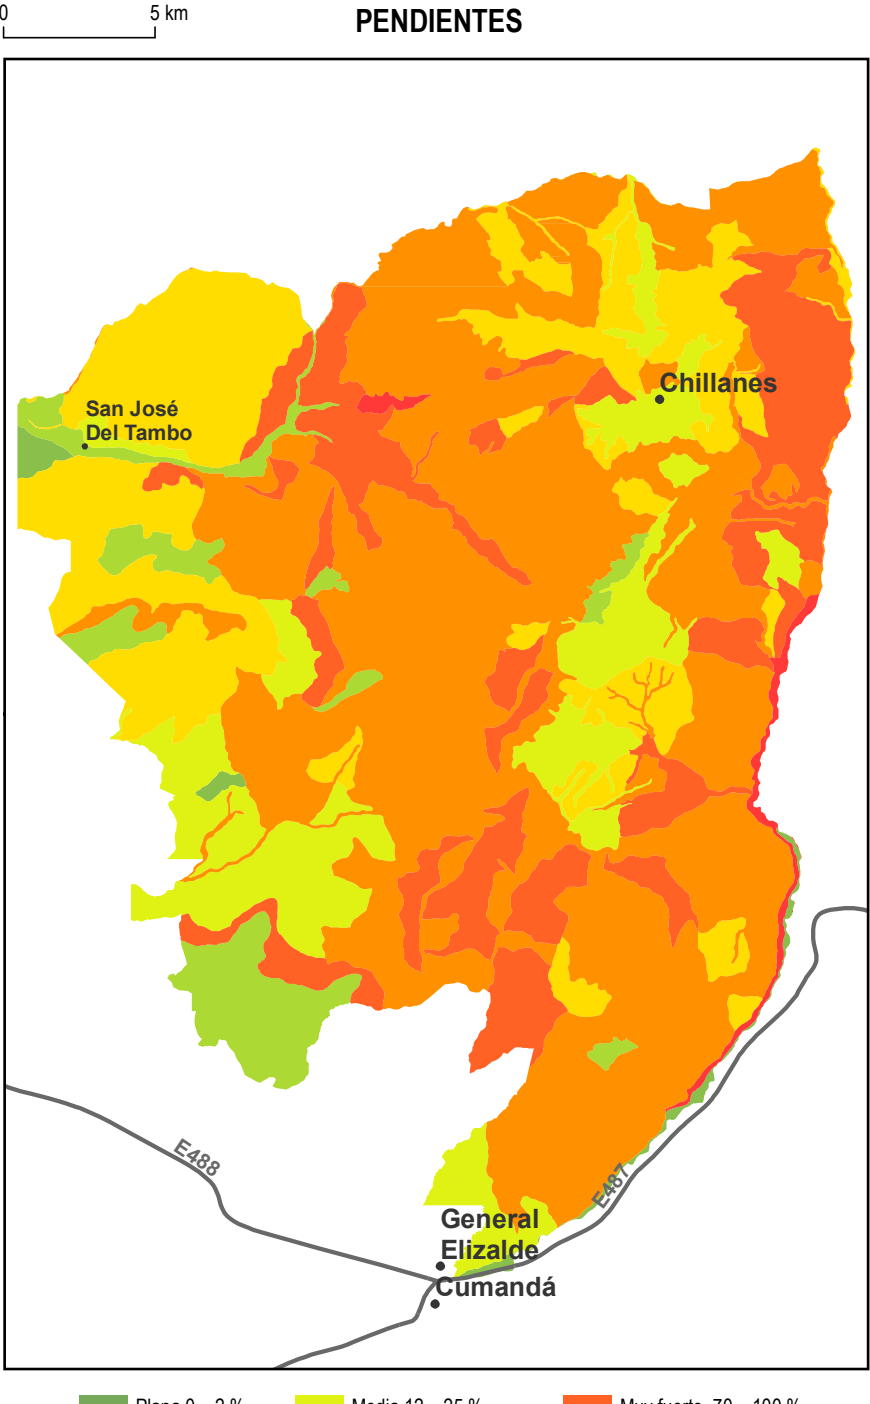 0 5 km
PENDIENTES
Chillanes
San José
Del Tambo
E488
E487
General
Elizalde
Cumandá